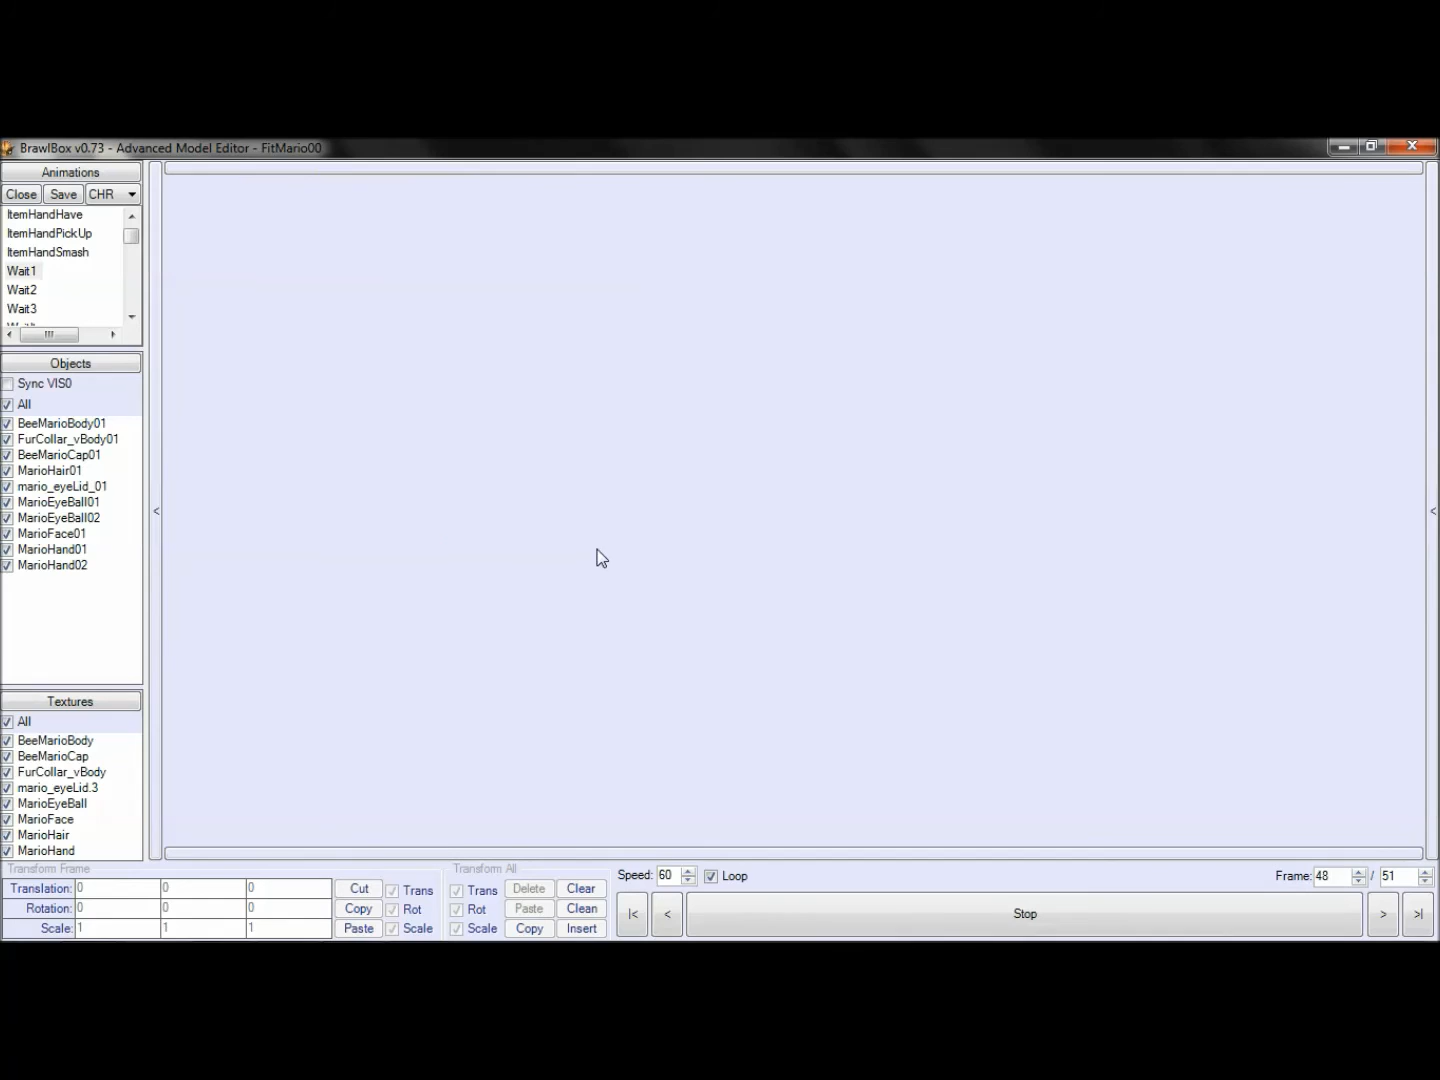 BrawlBox v0.73 - Advanced Model Editor - FitMario00
Animations
Close Save CHR
ItemHandHave
ItemHandPickUp
ItemHandSmash
Wait1
Wait2
Wait3
Objects
Sync VIS0
All
BeeMarioBody01
FurCollar_vBody01
BeeMarioCap01
MarioHair01
mario_eyeLid_01
MarioEyeBall01
MarioEyeBall02
MarioFace01
MarioHand01
MarioHand02
<
<
Textures
All
BeeMarioBody
BeeMarioCap
FurCollar_vBody
mario_eyeLid.3
MarioEyeBall
MarioFace
MarioHair
MarioHand
Transform Frame
Translation: 0 0 0 Cut Trans
Rotation: 0 0 0 Copy Rot
Scale: 1 1 1 Paste Scale
Transform All
Trans Delete Clear
Rot Paste Clean
Scale Copy Insert
Speed: 60 Loop
Frame: 48 / 51
|< < Stop > >|